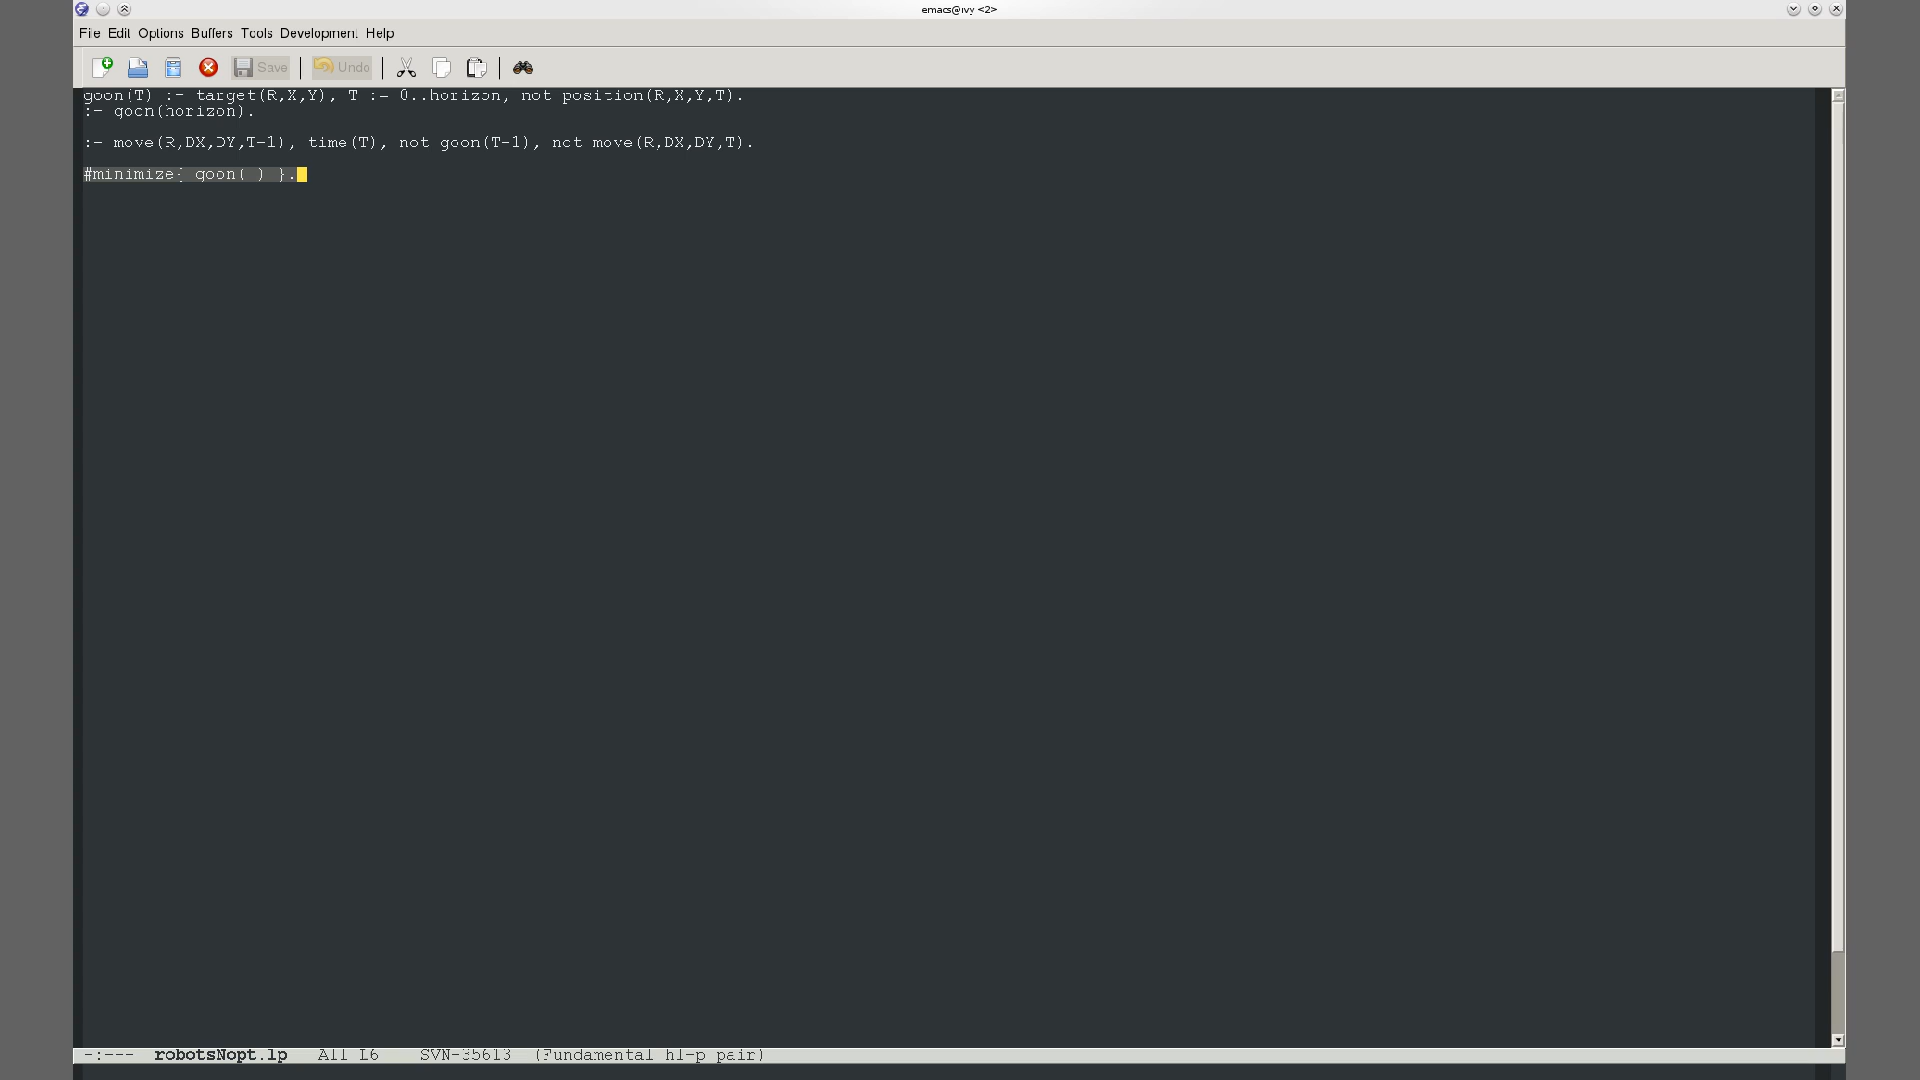 emacs@ivy <2>
File Edit Options Buffers Tools Development Help
Save Undo
goon(T) :- target(R,X,Y), T := 0..horizon, not position(R,X,Y,T).
:- goon(horizon).
:- move(R,DX,DY,T-1), time(T), not goon(T-1), not move(R,DX,DY,T).
#minimize{ goon(_) }.
-:--- robotsNopt.lp All L6 SVN-35613 (Fundamental hl-p pair)